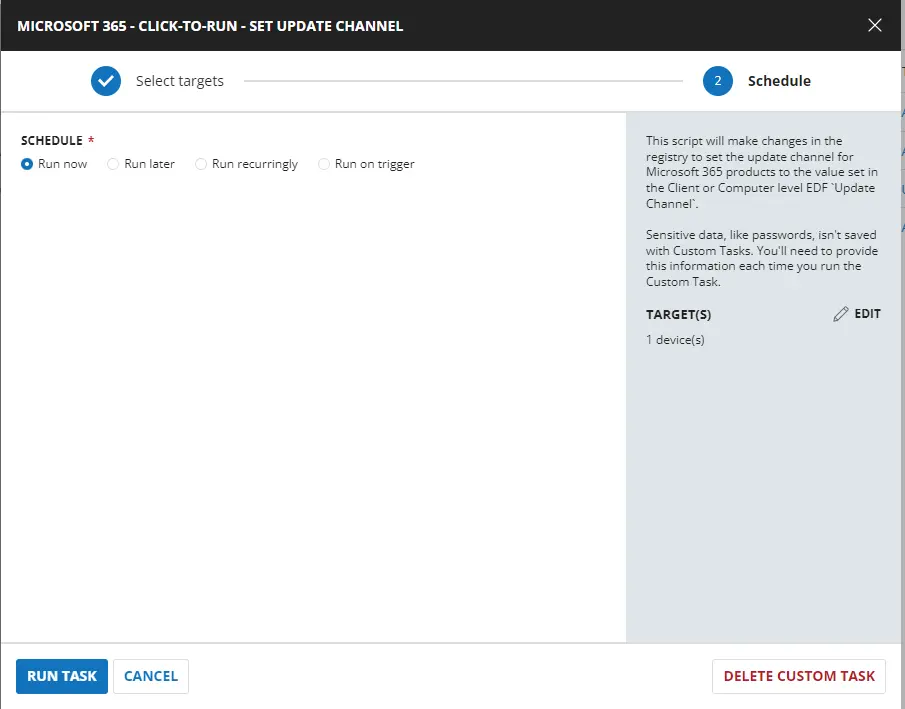 MICROSOFT 365 - CLICK-TO-RUN - SET UPDATE CHANNEL
Select targets
2
Schedule
SCHEDULE *
Run now Run later Run recurringly Run on trigger
This script will make changes in the
registry to set the update channel for
Microsoft 365 products to the value set in
the Client or Computer level EDF `Update
Channel`.
Sensitive data, like passwords, isn't saved
with Custom Tasks. You'll need to provide
this information each time you run the
Custom Task.
TARGET(S) EDIT
1 device(s)
RUN TASK CANCEL DELETE CUSTOM TASK